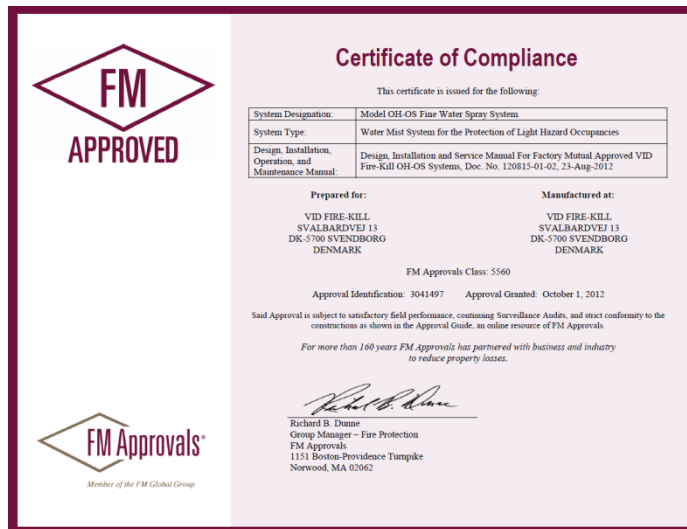 FM
APPROVED
Certificate of Compliance
This certificate is issued for the following:
System Designation: Model OH-OS Fine Water Spray System
System Type: Water Mist System for the Protection of Light Hazard Occupancies
Design, Installation,
Operation, and
Maintenance Manual:
Design, Installation and Service Manual For Factory Mutual Approved VID
Fire-Kill OH-OS Systems, Doc. No. 120815-01-02, 23-Aug-2012
Prepared for:
VID FIRE-KILL
SVALBARDVEJ 13
DK-5700 SVENDBORG
DENMARK
Manufactured at:
VID FIRE-KILL
SVALBARDVEJ 13
DK-5700 SVENDBORG
DENMARK
FM Approvals Class: 5560
Approval Identification: 3041497 Approval Granted: October 1, 2012
Said Approval is subject to satisfactory field performance, continuing Surveillance Audits, and strict conformity to the
constructions as shown in the Approval Guide, an online resource of FM Approvals.
For more than 160 years FM Approvals has partnered with business and industry
to reduce property losses.
Richard B. Dunne
Richard B. Dunne
Group Manager – Fire Protection
FM Approvals
1151 Boston-Providence Turnpike
Norwood, MA 02062
FM Approvals®
Member of the FM Global Group